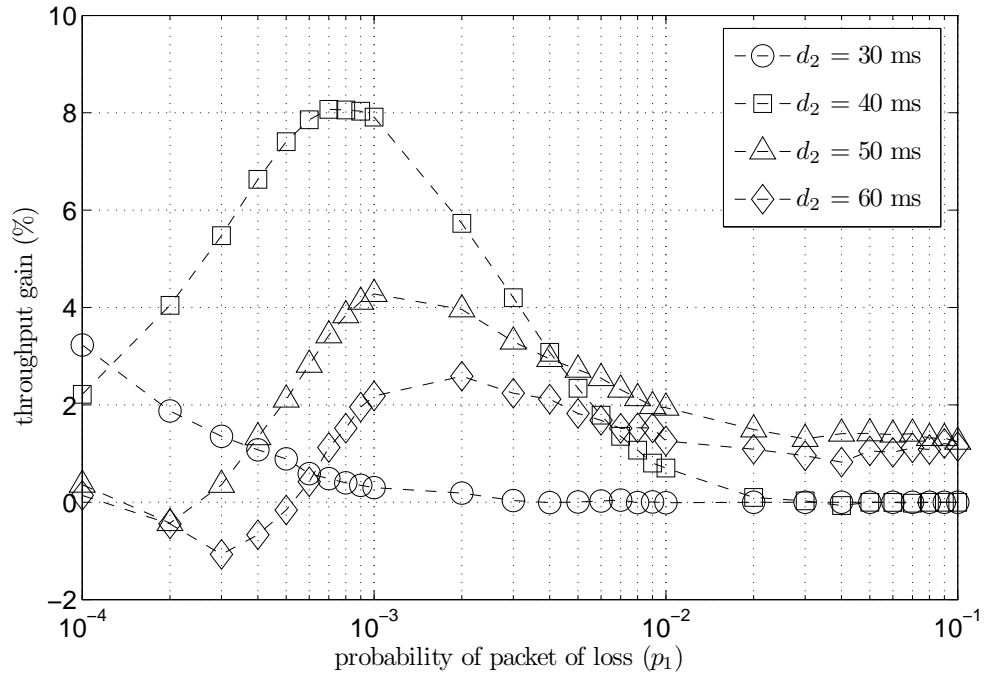 10
8
6
4
2
0
−2
throughput gain (%)
10⁻⁴
10⁻³
10⁻²
10⁻¹
probability of packet of loss (p₁)
d₂ = 30 ms
d₂ = 40 ms
d₂ = 50 ms
d₂ = 60 ms